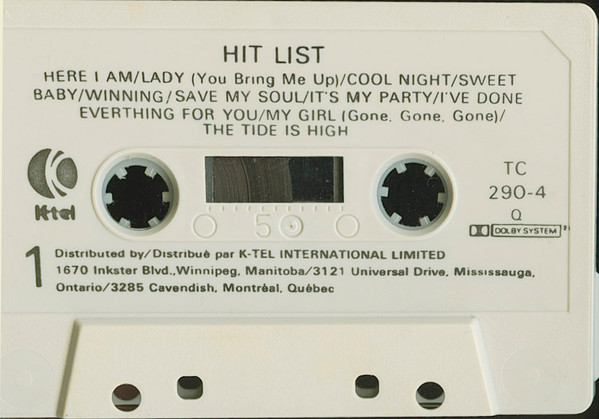 HIT LIST
HERE I AM/LADY (You Bring Me Up)/COOL NIGHT/SWEET
BABY/WINNING/SAVE MY SOUL/IT'S MY PARTY/I'VE DONE
EVERTHING FOR YOU/MY GIRL (Gone, Gone, Gone)/
THE TIDE IS HIGH
K-tel
TC
290-4
Q
50
DOLBY SYSTEM
1
Distributed by/Distribué par K-TEL INTERNATIONAL LIMITED
1670 Inkster Blvd.,Winnipeg, Manitoba/3121 Universal Drive, Mississauga,
Ontario/3285 Cavendish, Montréal, Québec